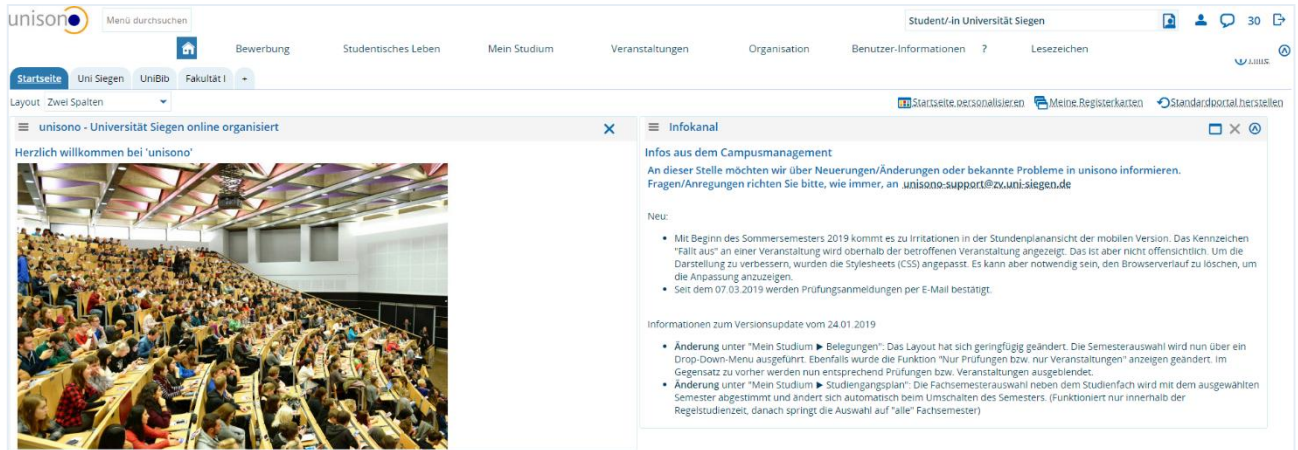 unisono
Menü durchsuchen
Student/-in Universität Siegen
30
Bewerbung Studentisches Leben Mein Studium Veranstaltungen Organisation Benutzer-Informationen ? Lesezeichen
Startseite Uni Siegen UniBib Fakultät I +
Layout Zwei Spalten
Startseite personalisieren Meine Registerkarten Standardportal herstellen
unisono - Universität Siegen online organisiert
Herzlich willkommen bei 'unisono'
Infokanal
Infos aus dem Campusmanagement
An dieser Stelle möchten wir über Neuerungen/Änderungen oder bekannte Probleme in unisono informieren.
Fragen/Anregungen richten Sie bitte, wie immer, an unisono-support@zv.uni-siegen.de
Neu:
• Mit Beginn des Sommersemesters 2019 kommt es zu Irritationen in der Stundenplanansicht der mobilen Version. Das Kennzeichen
"Fällt aus" an einer Veranstaltung wird oberhalb der betroffenen Veranstaltung angezeigt. Das ist aber nicht offensichtlich. Um die
Darstellung zu verbessern, wurden die Stylesheets (CSS) angepasst. Es kann aber notwendig sein, den Browserverlauf zu löschen, um
die Anpassung anzuzeigen.
• Seit dem 07.03.2019 werden Prüfungsanmeldungen per E-Mail bestätigt.
Informationen zum Versionsupdate vom 24.01.2019
• Änderung unter "Mein Studium ▶ Belegungen": Das Layout hat sich geringfügig geändert. Die Semesterauswahl wird nun über ein
Drop-Down-Menu ausgeführt. Ebenfalls wurde die Funktion "Nur Prüfungen bzw. nur Veranstaltungen" anzeigen geändert. Im
Gegensatz zu vorher werden nun entsprechend Prüfungen bzw. Veranstaltungen ausgeblendet.
• Änderung unter "Mein Studium ▶ Studiengangsplan": Die Fachsemesterauswahl neben dem Studienfach wird mit dem ausgewählten
Semester abgestimmt und ändert sich automatisch beim Umschalten des Semesters. (Funktioniert nur innerhalb der
Regelstudienzeit, danach springt die Auswahl auf "alle" Fachsemester)